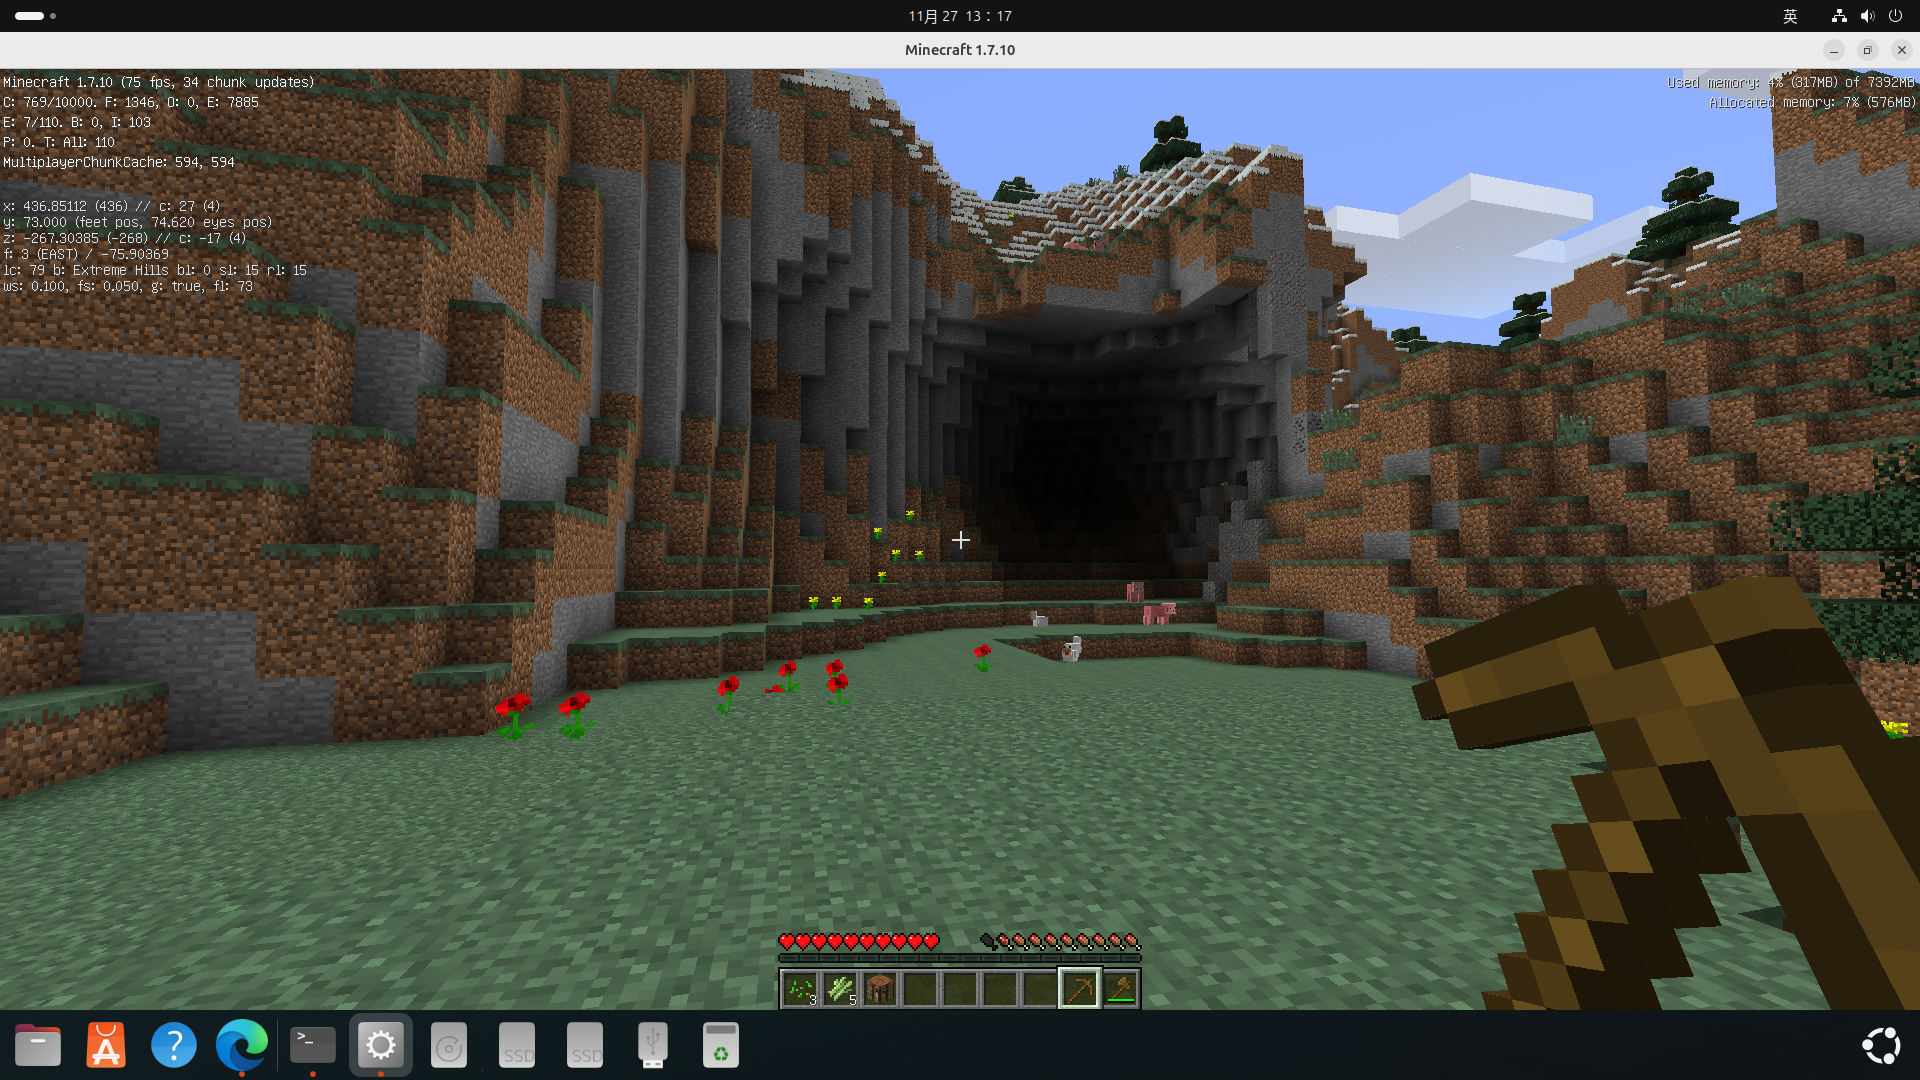 11月 27 13：17
英
Minecraft 1.7.10
Minecraft 1.7.10 (75 fps, 34 chunk updates)
C: 769/10000. F: 1346, O: 0, E: 7885
E: 7/110. B: 0, I: 103
P: 0. T: All: 110
MultiplayerChunkCache: 594, 594
x: 436.85112 (436) // c: 27 (4)
y: 73.000 (feet pos, 74.620 eyes pos)
z: -267.30385 (-268) // c: -17 (4)
f: 3 (EAST) / -75.90369
lc: 79 b: Extreme Hills bl: 0 sl: 15 rl: 15
ws: 0.100, fs: 0.050, g: true, fl: 73
Used memory: 4% (317MB) of 7392MB
Allocated memory: 7% (576MB)
3
5
>_
SSD
SSD